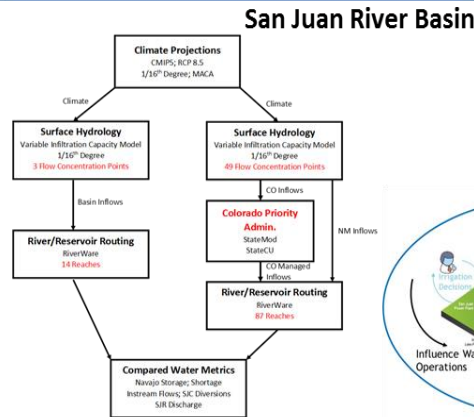 San Juan River Basin
Climate Projections
CMIP5; RCP 8.5
1/16th Degree; MACA
Climate
Climate
Surface Hydrology
Variable Infiltration Capacity Model
1/16th Degree
3 Flow Concentration Points
Surface Hydrology
Variable Infiltration Capacity Model
1/16th Degree
49 Flow Concentration Points
Basin Inflows
CO Inflows
NM Inflows
Colorado Priority
Admin.
StateMod
StateCU
CO Managed
Inflows
River/Reservoir Routing
RiverWare
14 Reaches
River/Reservoir Routing
RiverWare
87 Reaches
Compared Water Metrics
Navajo Storage; Shortage
Instream Flows; SJC Diversions
SJR Discharge
Irrigation
Decisions
San Juan
Influence Wa
Operations